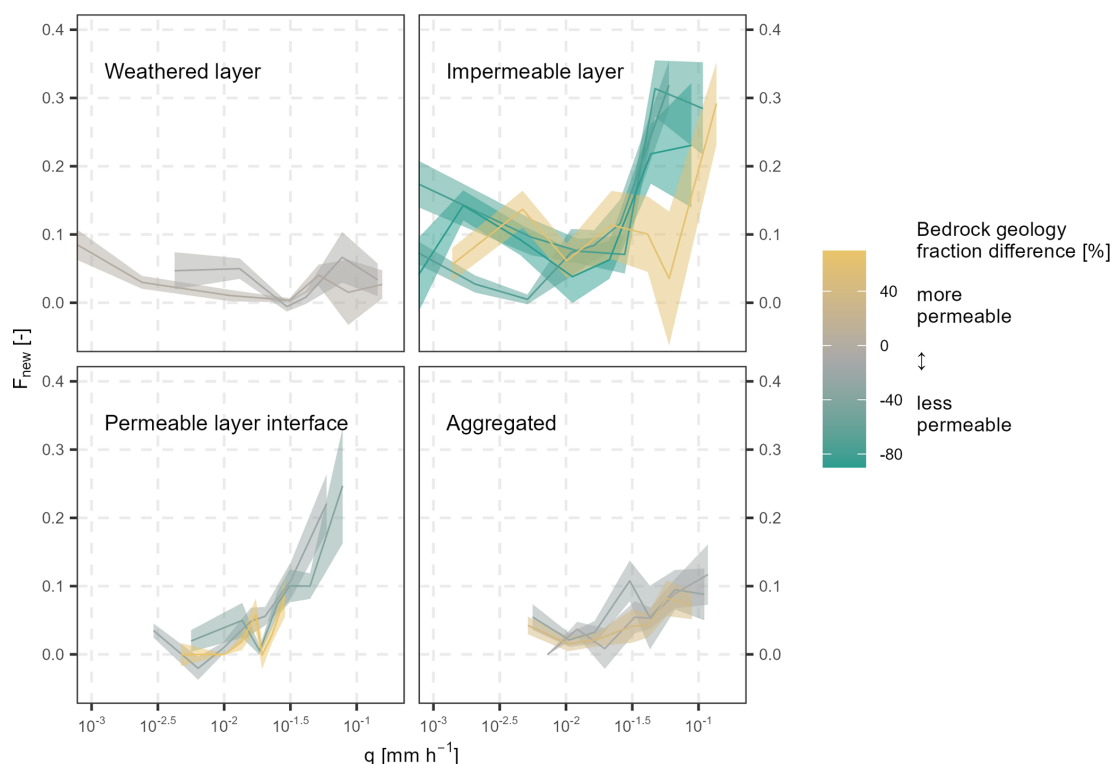 0.4
0.3
0.2
0.1
0.0
Weathered layer
Impermeable layer
0.4
0.3
0.2
0.1
0.0
0.4
0.3
0.2
0.1
0.0
Permeable layer interface
Aggregated
0.4
0.3
0.2
0.1
0.0
F_new [-]
10^-3
10^-2.5
10^-2
10^-1.5
10^-1
10^-3
10^-2.5
10^-2
10^-1.5
10^-1
q [mm h^−1]
Bedrock geology
fraction difference [%]
40
0
-40
-80
more
permeable
↕
less
permeable